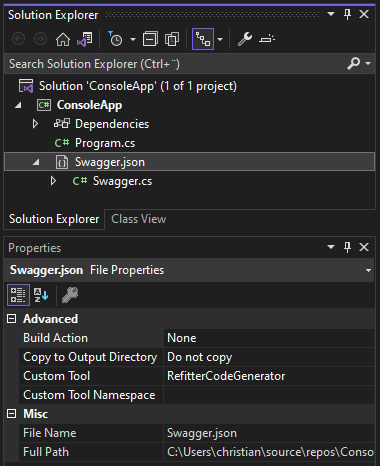 Solution Explorer
Search Solution Explorer (Ctrl+¨)
Solution 'ConsoleApp' (1 of 1 project)
C# ConsoleApp
Dependencies
C# Program.cs
Swagger.json
C# Swagger.cs
Solution Explorer Class View
Properties
Swagger.json File Properties
Advanced
Build Action None
Copy to Output Directory Do not copy
Custom Tool RefitterCodeGenerator
Custom Tool Namespace
Misc
File Name Swagger.json
Full Path C:\Users\christian\source\repos\Conso